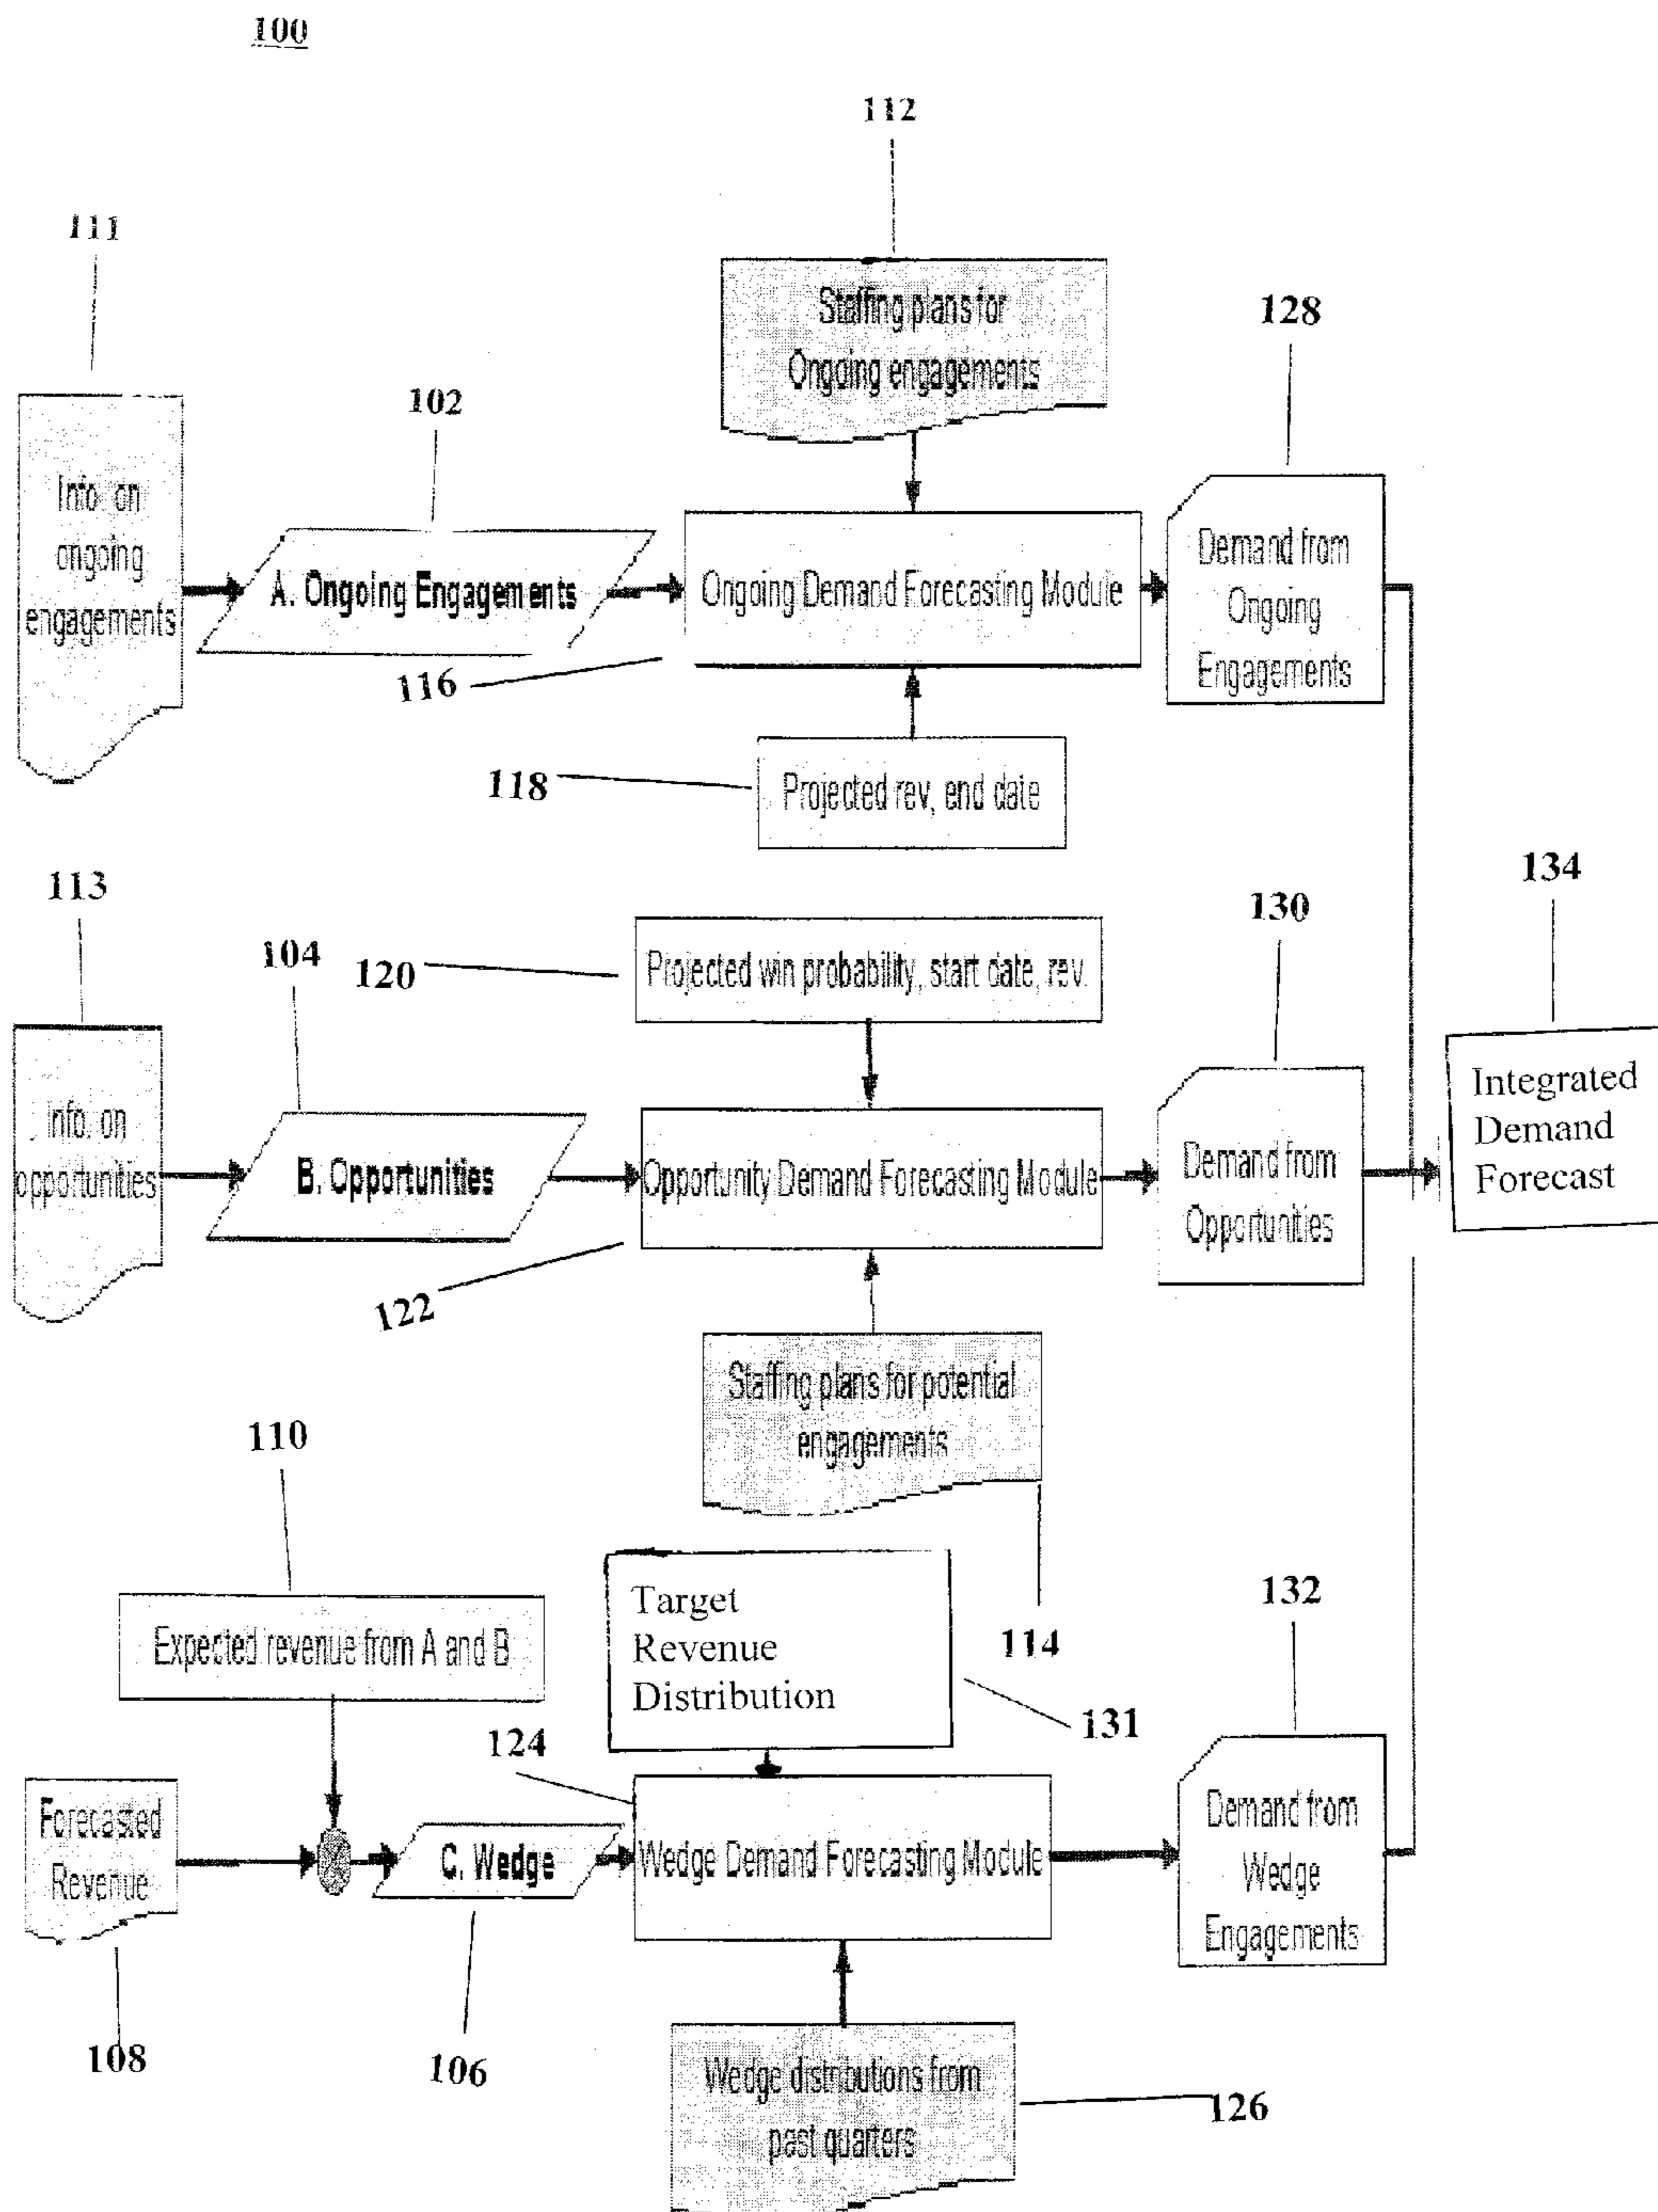 100
112
111
Staffing plans for
Ongoing engagements
128
102
Info. on
ongoing
engagements
A. Ongoing Engagements
Ongoing Demand Forecasting Module
Demand from
Ongoing
Engagements
116
118
Projected rev, end date
134
113
130
104
120
Projected win probability, start date, rev.
Integrated
Demand
Forecast
Info. on
opportunities
B. Opportunities
Opportunity Demand Forecasting Module
Demand from
Opportunities
122
Staffing plans for potential
engagements
110
114
Target
Revenue
Distribution
132
Expected revenue from A and B
131
124
Forecasted
Revenue
C. Wedge
Wedge Demand Forecasting Module
Demand from
Wedge
Engagements
108
106
Wedge distributions from
past quarters
126